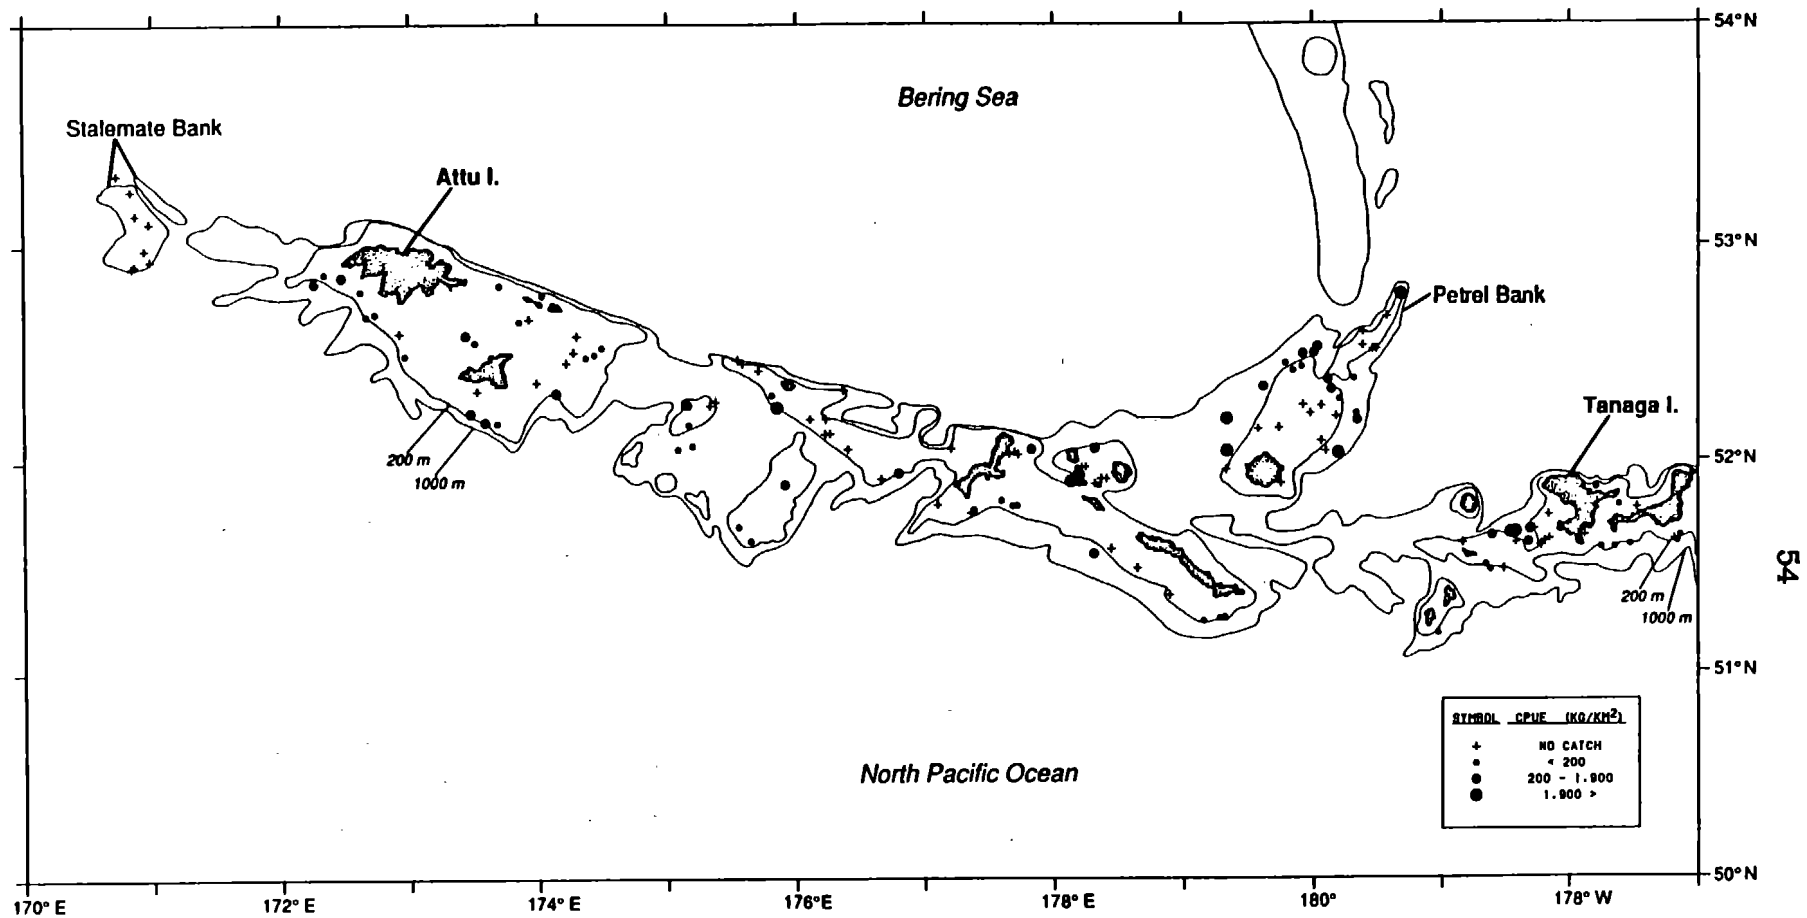 54° N
Bering Sea
Stalemate Bank
Attu I.
53° N
Petrel Bank
Tanaga I.
200 m
1000 m
52° N
54
200 m
1000 m
51° N
SYMBOL CPUE (KG/KM²)
+ NO CATCH
< 200
200 - 1.900
1.900 >
North Pacific Ocean
50° N
170° E
172° E
174° E
176° E
178° E
180°
178° W